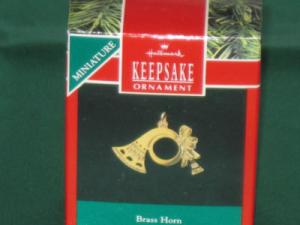 MINIATURE
Hallmark
KEEPSAKE
ORNAMENT
Brass Horn